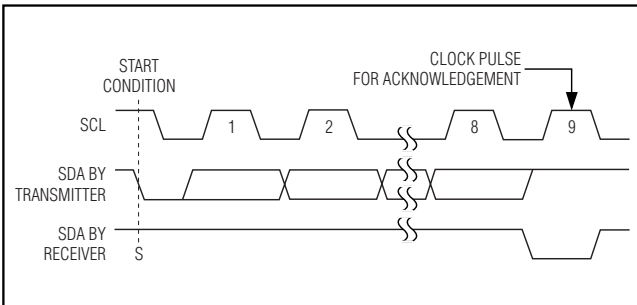 START
CONDITION
CLOCK PULSE
FOR ACKNOWLEDGEMENT
SCL
1
2
8
9
SDA BY
TRANSMITTER
SDA BY
RECEIVER
S